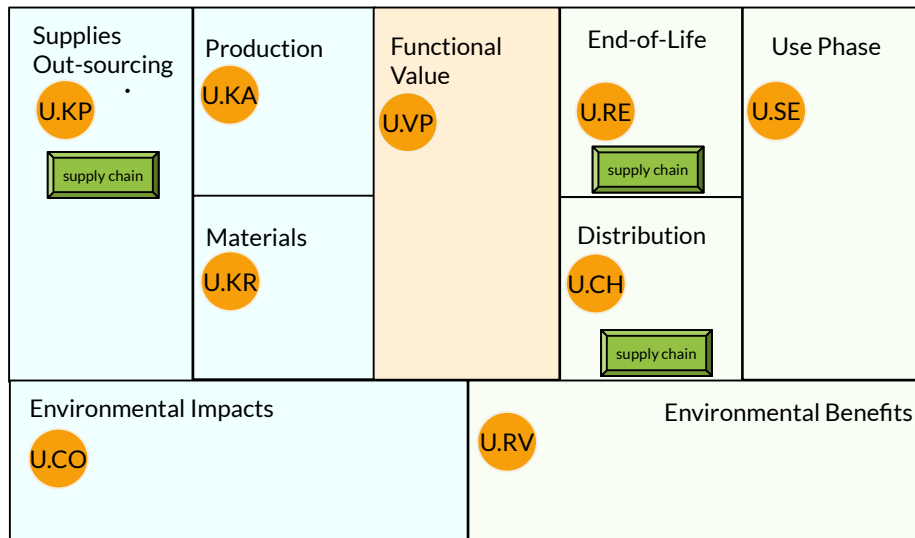 Supplies
Out-sourcing
U.KP
supply chain
Production
U.KA
Materials
U.KR
Functional
Value
U.VP
End-of-Life
U.RE
supply chain
Distribution
U.CH
supply chain
Use Phase
U.SE
Environmental Impacts
U.CO
Environmental Benefits
U.RV